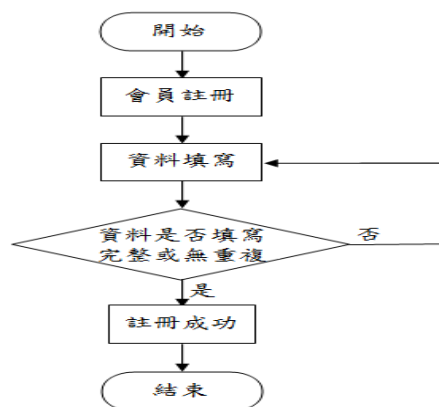 開始
會員註冊
資料填寫
資料是否填寫
完整或無重複
否
是
註冊成功
結束